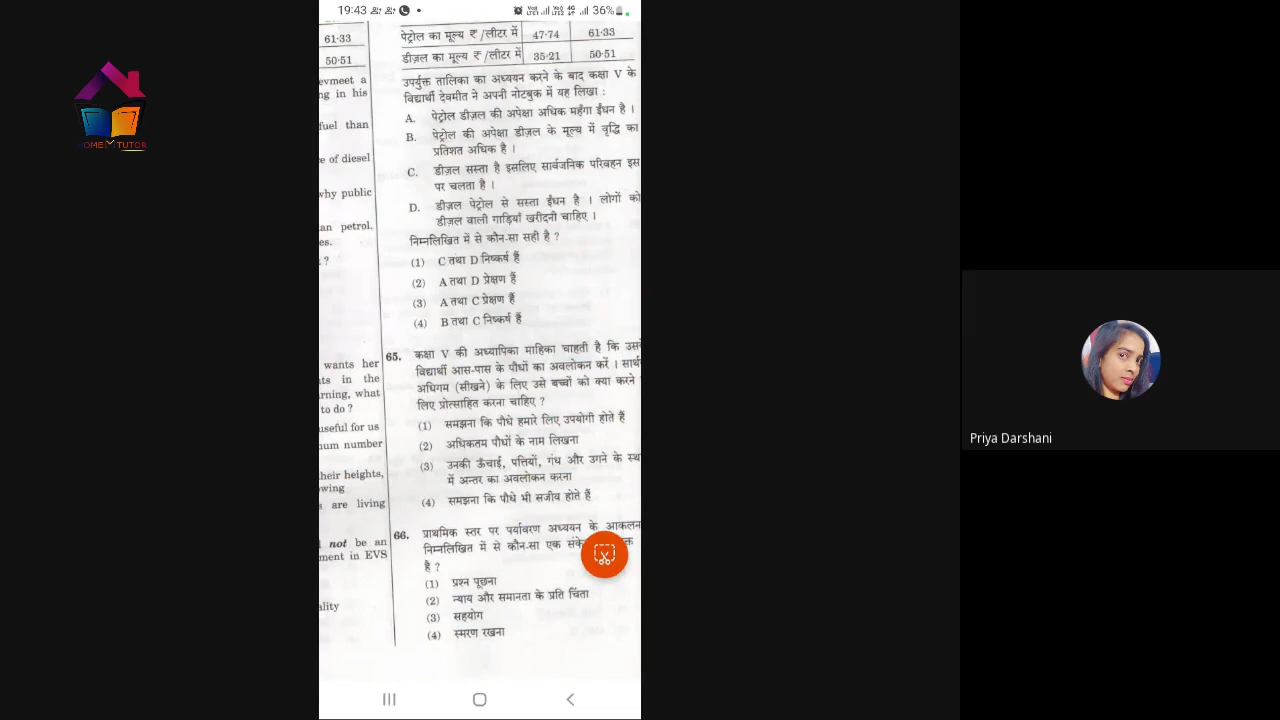 19:43
36%
HOME TUTOR
61·33
50·51
evmeet a
ng in his
fuel than
e of diesel
why public
an petrol.
es.
?
wants her
ts in the
rning, what
to do ?
useful for us
num number
heir heights,
wing
s are living
not be an
ment in EVS
ality
पेट्रोल का मूल्य ₹ /लीटर में 47·74 61·33
डीज़ल का मूल्य ₹ /लीटर में 35·21 50·51
उपर्युक्त तालिका का अध्ययन करने के बाद कक्षा V के
विद्यार्थी देवमीत ने अपनी नोटबुक में यह लिखा :
A. पेट्रोल डीज़ल की अपेक्षा अधिक महँगा ईंधन है ।
B. पेट्रोल की अपेक्षा डीज़ल के मूल्य में वृद्धि का
प्रतिशत अधिक है ।
C. डीज़ल सस्ता है इसलिए सार्वजनिक परिवहन इस
पर चलता है ।
D. डीज़ल पेट्रोल से सस्ता ईंधन है । लोगों को
डीज़ल वाली गाड़ियाँ खरीदनी चाहिए ।
निम्नलिखित में से कौन-सा सही है ?
(1) C तथा D निष्कर्ष हैं
(2) A तथा D प्रेक्षण हैं
(3) A तथा C प्रेक्षण हैं
(4) B तथा C निष्कर्ष हैं
65. कक्षा V की अध्यापिका माहिका चाहती है कि उस
विद्यार्थी आस-पास के पौधों का अवलोकन करें । सार्थ
अधिगम (सीखने) के लिए उसे बच्चों को क्या करने
लिए प्रोत्साहित करना चाहिए ?
(1) समझना कि पौधे हमारे लिए उपयोगी होते हैं
(2) अधिकतम पौधों के नाम लिखना
(3) उनकी ऊँचाई, पत्तियों, गंध और उगने के स्थ
में अन्तर का अवलोकन करना
(4) समझना कि पौधे भी सजीव होते हैं
66. प्राथमिक स्तर पर पर्यावरण अध्ययन के आकलन
निम्नलिखित में से कौन-सा एक
है ?
(1) प्रश्न पूछना
(2) न्याय और समानता के प्रति चिंता
(3) सहयोग
(4) स्मरण रखना
Priya Darshani